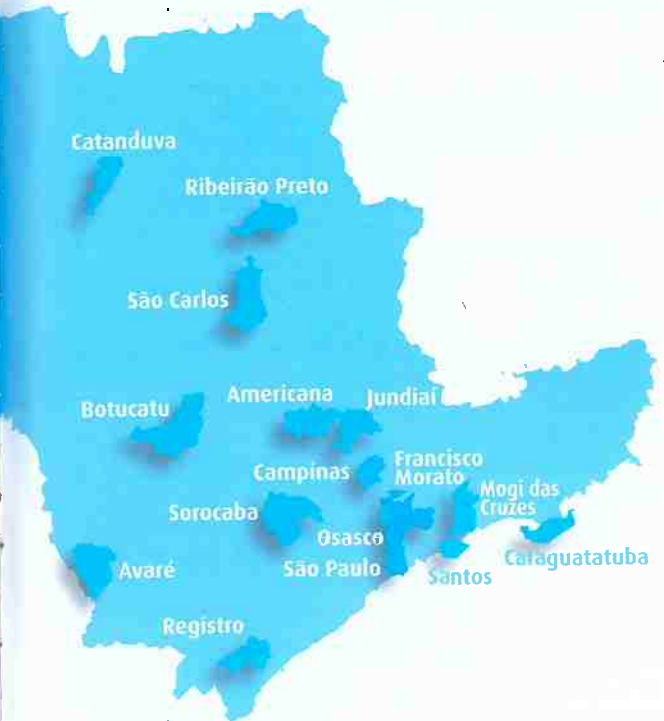 Catanduva
Ribeirão Preto
São Carlos
Americana
Jundiaí
Botucatu
Francisco
Morato
Campinas
Mogi das
Cruzes
Sorocaba
Osasco
Caraguatatuba
São Paulo
Avaré
Santos
Registro